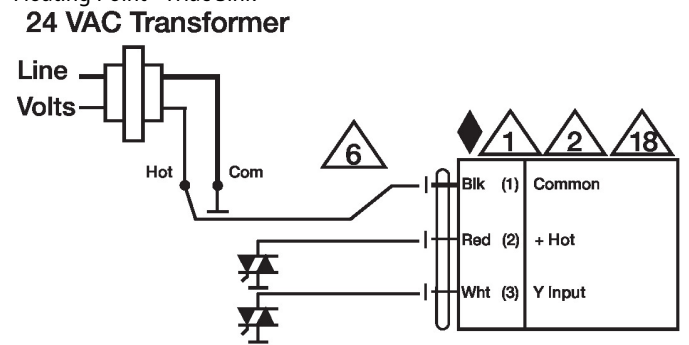 24 VAC Transformer
Line
Volts
Hot
Com
6
1
2
18
Blk (1) Common
Red (2) + Hot
Wht (3) Y Input